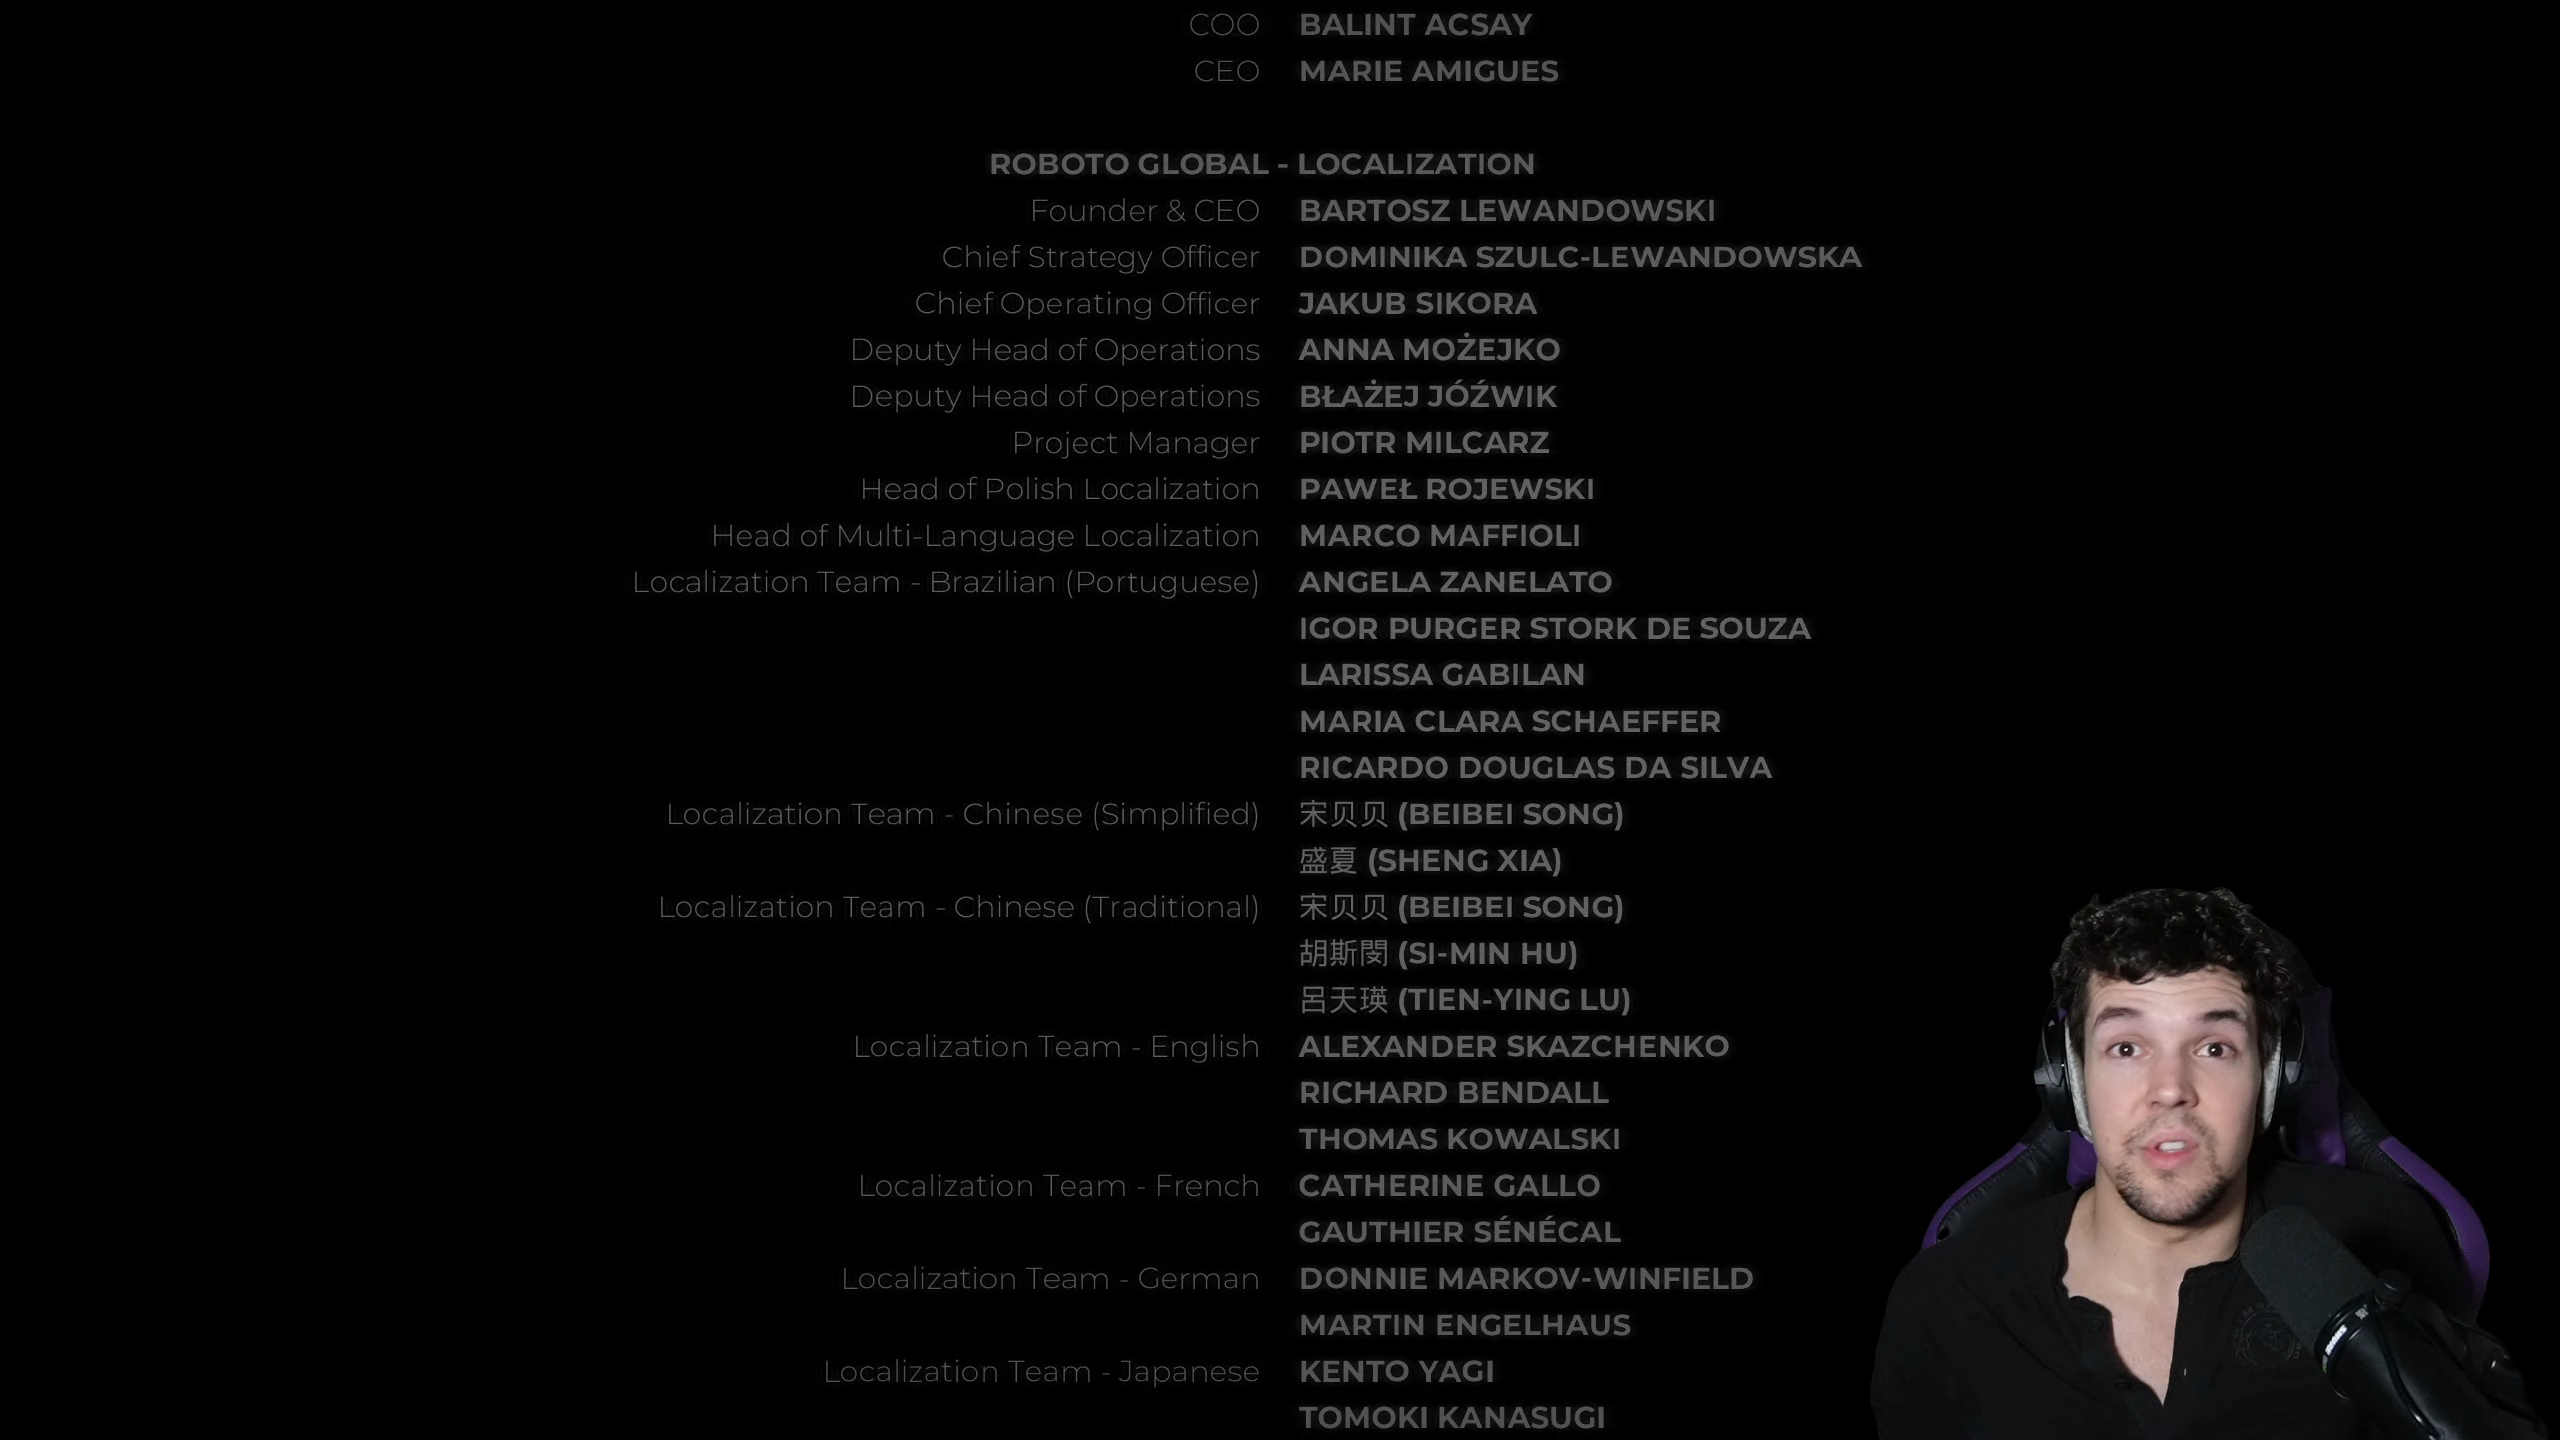 COO BALINT ACSAY
CEO MARIE AMIGUES
ROBOTO GLOBAL - LOCALIZATION
Founder & CEO BARTOSZ LEWANDOWSKI
Chief Strategy Officer DOMINIKA SZULC-LEWANDOWSKA
Chief Operating Officer JAKUB SIKORA
Deputy Head of Operations ANNA MOŻEJKO
Deputy Head of Operations BŁAŻEJ JÓŹWIK
Project Manager PIOTR MILCARZ
Head of Polish Localization PAWEŁ ROJEWSKI
Head of Multi-Language Localization MARCO MAFFIOLI
Localization Team - Brazilian (Portuguese) ANGELA ZANELATO
IGOR PURGER STORK DE SOUZA
LARISSA GABILAN
MARIA CLARA SCHAEFFER
RICARDO DOUGLAS DA SILVA
Localization Team - Chinese (Simplified) 宋贝贝 (BEIBEI SONG)
盛夏 (SHENG XIA)
Localization Team - Chinese (Traditional) 宋贝贝 (BEIBEI SONG)
胡斯閔 (SI-MIN HU)
呂天瑛 (TIEN-YING LU)
Localization Team - English ALEXANDER SKAZCHENKO
RICHARD BENDALL
THOMAS KOWALSKI
Localization Team - French CATHERINE GALLO
GAUTHIER SÉNÉCAL
Localization Team - German DONNIE MARKOV-WINFIELD
MARTIN ENGELHAUS
Localization Team - Japanese KENTO YAGI
TOMOKI KANASUGI